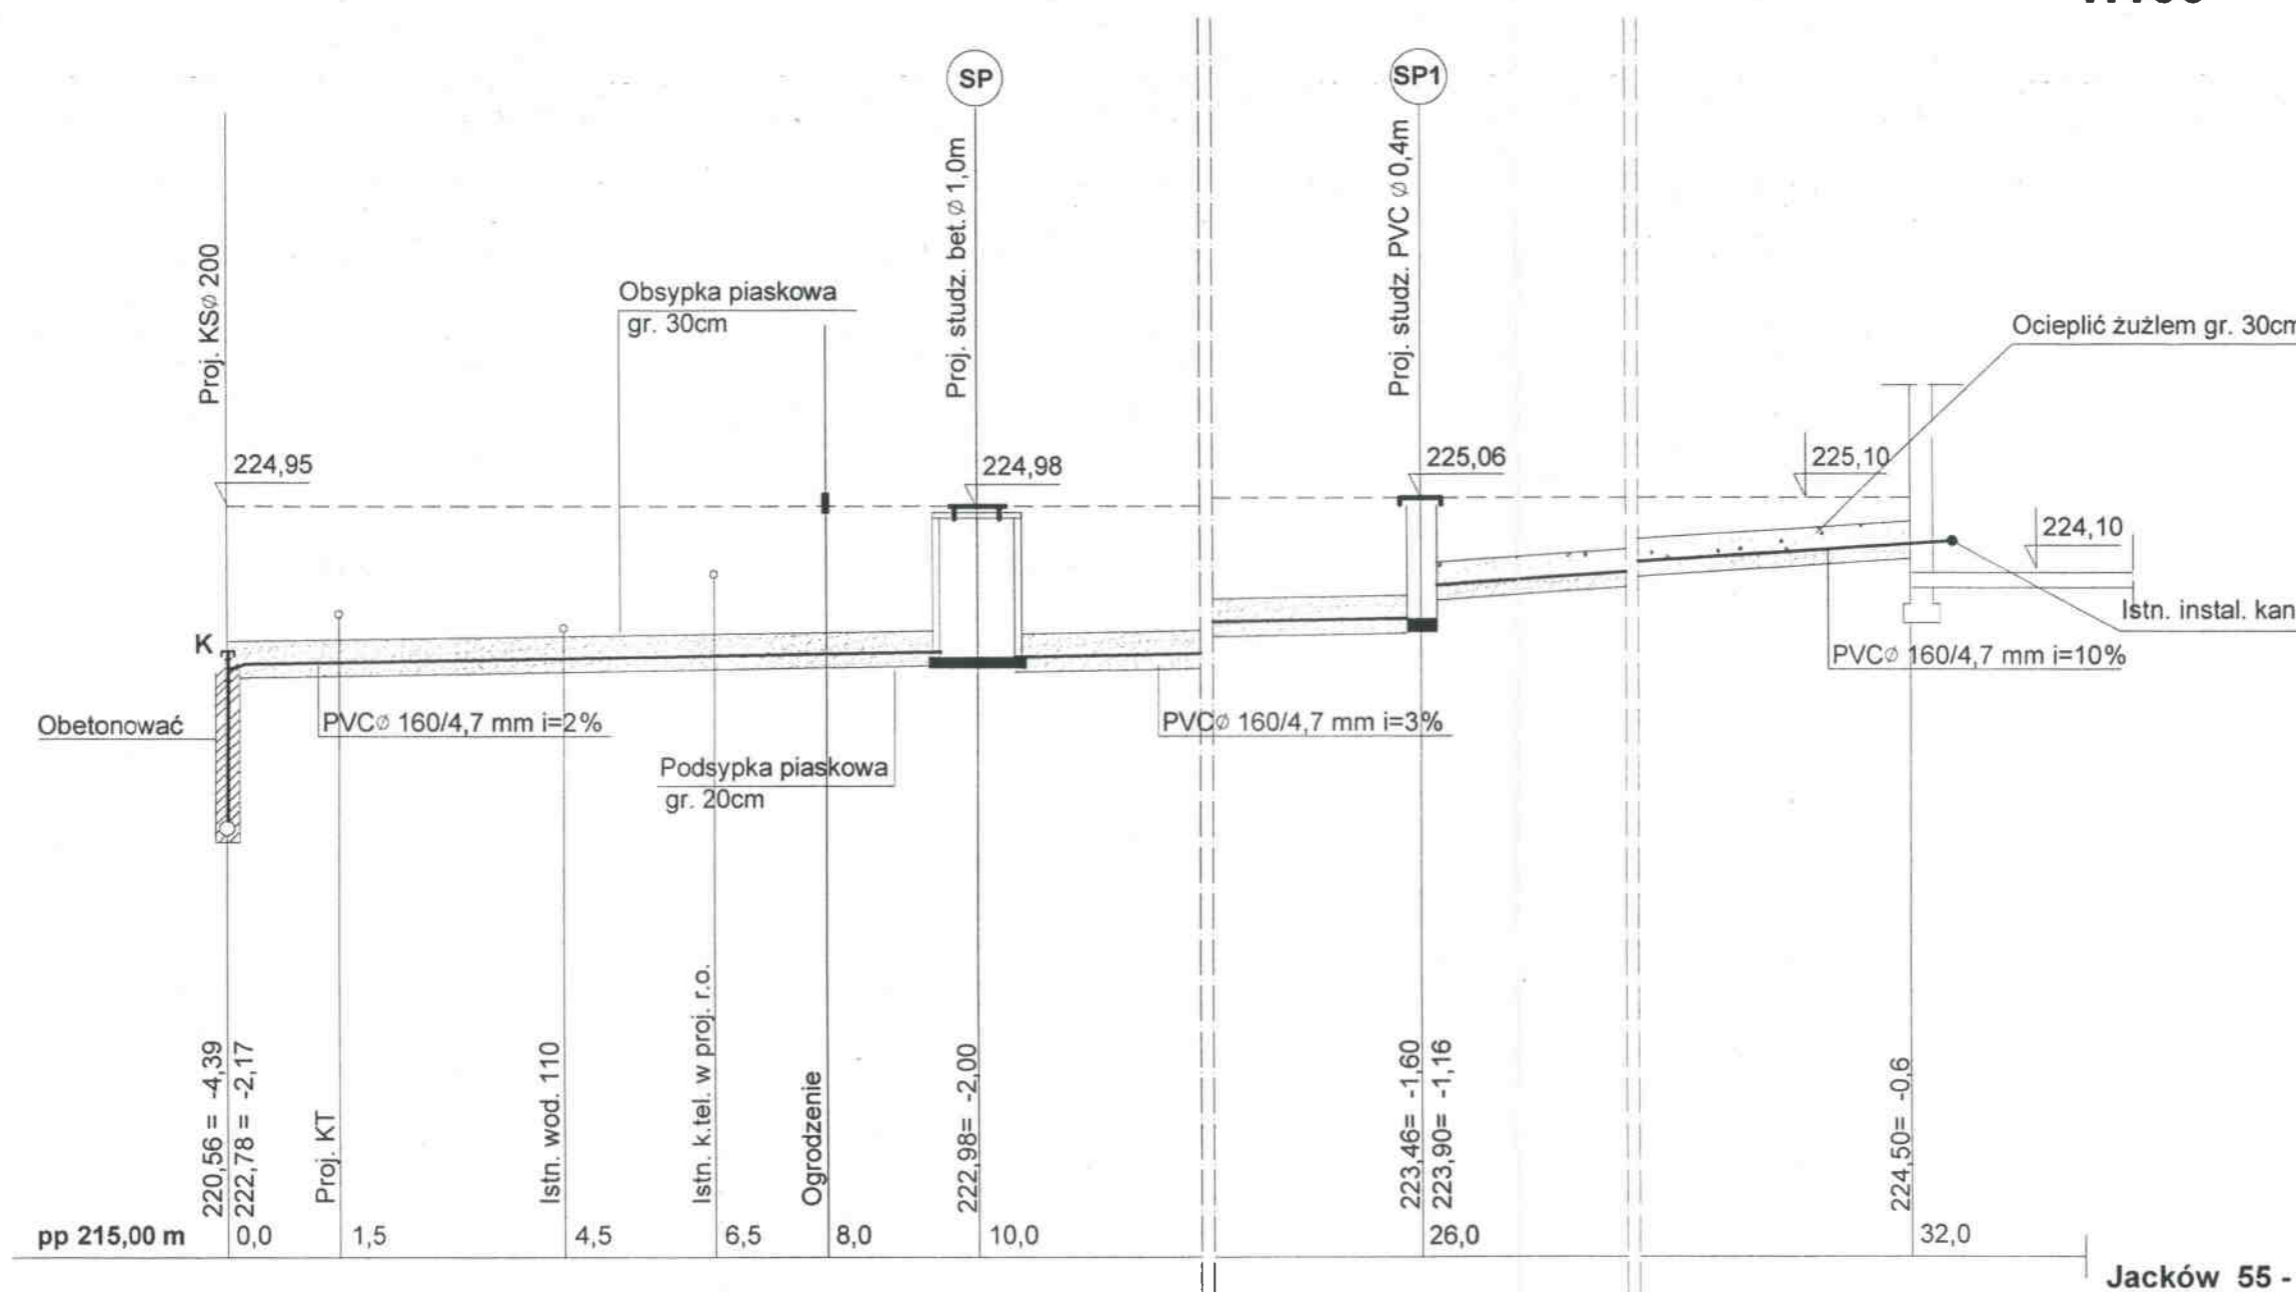 SP
SP1
Proj. KSø 200
Proj. studz. bet. ø 1,0m
Proj. studz. PVC ø 0,4m
Obsypka piaskowa
gr. 30cm
Ocieplić żużlem gr. 30cm
224,95
224,98
225,06
225,10
224,10
K
Istn. instal. kan
PVCø 160/4,7 mm i=10%
Obetonować
PVCø 160/4,7 mm i=2%
PVCø 160/4,7 mm i=3%
Podsypka piaskowa
gr. 20cm
220,56 = -4,39
222,78 = -2,17
Proj. KT
Istn. wod. 110
Istn. k.tel. w proj. r.o.
Ogrodzenie
222,98= -2,00
223,46= -1,60
223,90= -1,16
224,50= -0,6
pp 215,00 m 0,0 1,5 4,5 6,5 8,0 10,0 26,0 32,0
Jacków 55 -